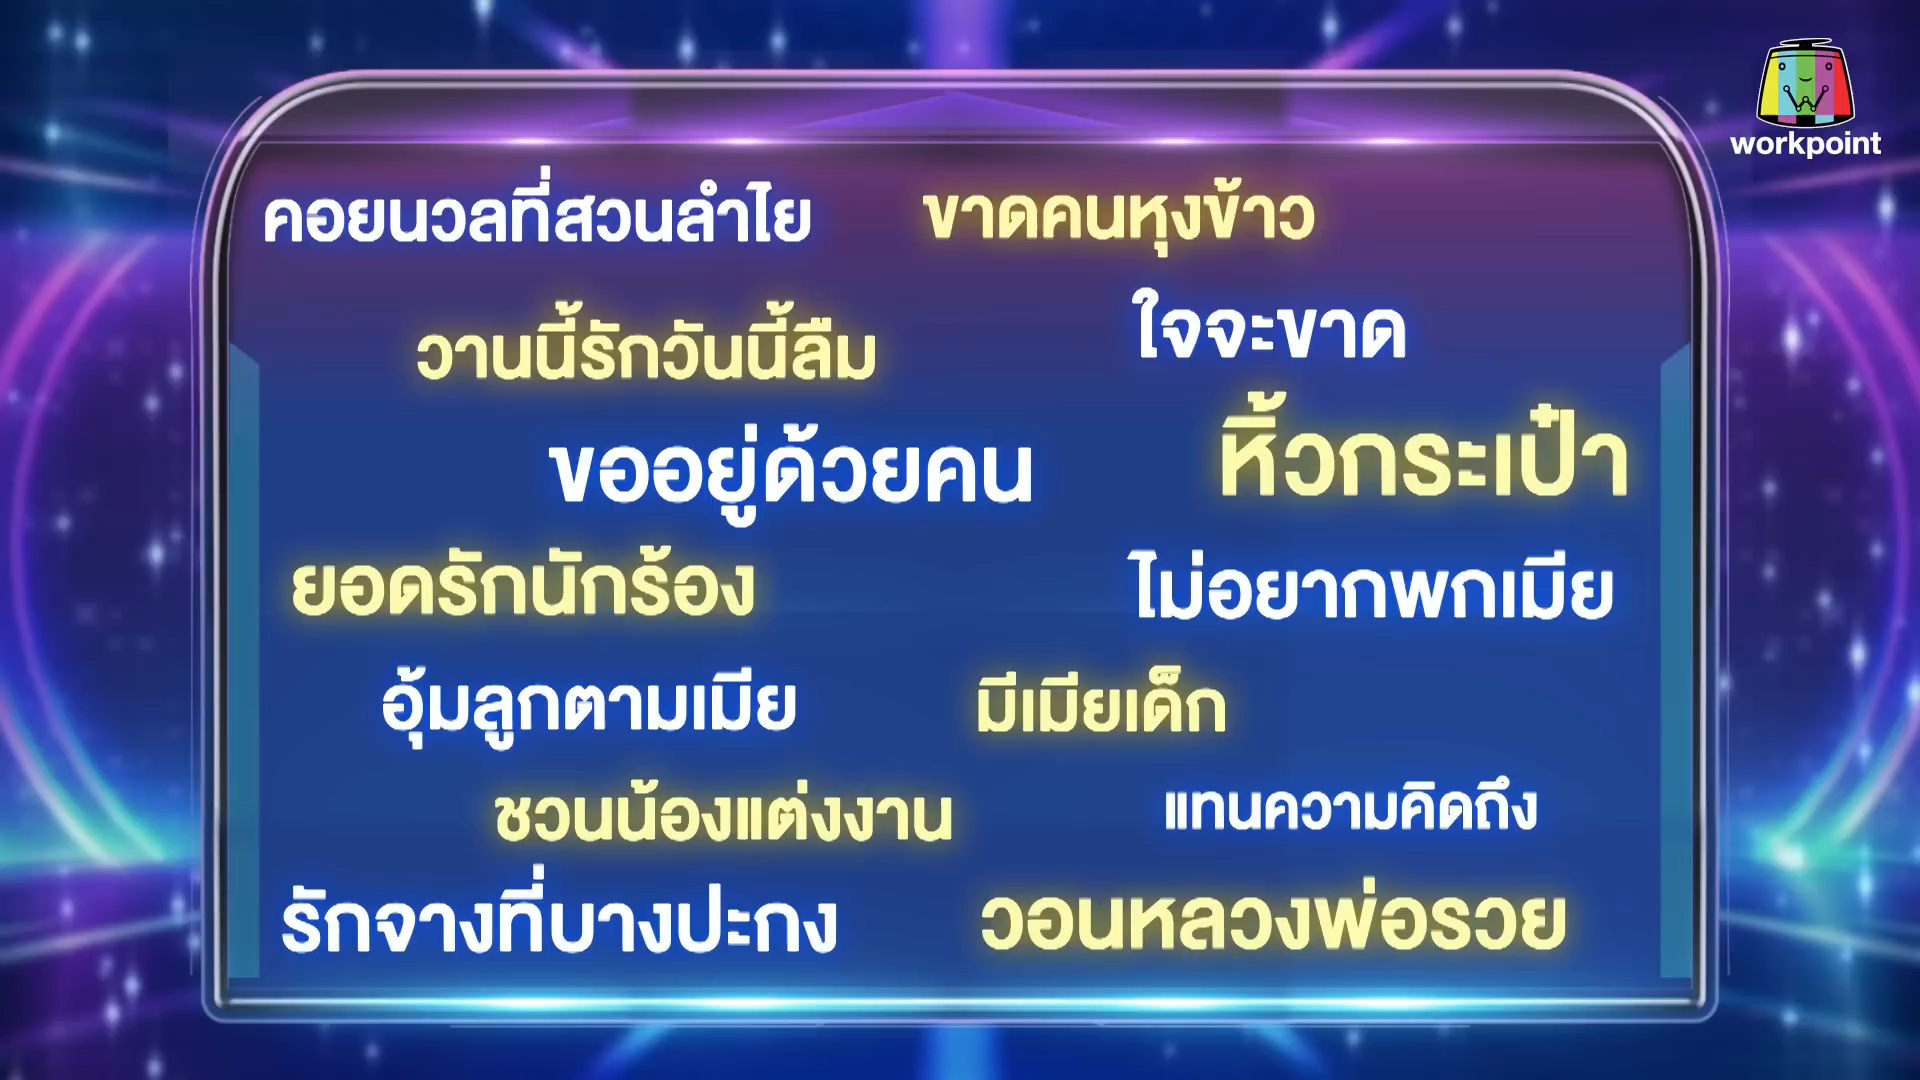 workpoint
คอยนวลที่สวนลำไย
ขาดคนหุงข้าว
วานนี้รักวันนี้ลืม
ใจจะขาด
ขออยู่ด้วยคน
หิ้วกระเป๋า
ยอดรักนักร้อง
ไม่อยากพกเมีย
อุ้มลูกตามเมีย
มีเมียเด็ก
ชวนน้องแต่งงาน
แทนความคิดถึง
รักจางที่บางปะกง
วอนหลวงพ่อรวย